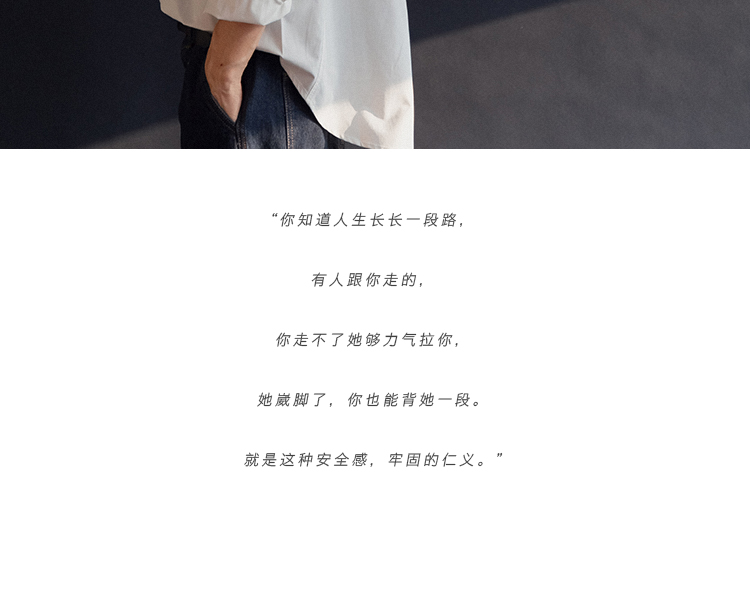 “你知道人生长长一段路，
有人跟你走的，
你走不了她够力气拉你，
她崴脚了，你也能背她一段。
就是这种安全感，牢固的仁义。”